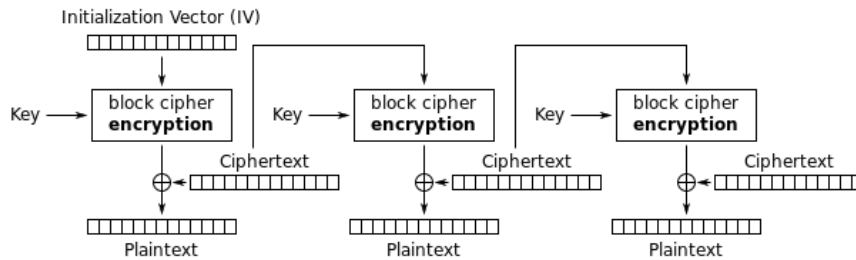 Initialization Vector (IV)
Key
block cipher
encryption
Key
block cipher
encryption
Key
block cipher
encryption
Ciphertext
Ciphertext
Ciphertext
Plaintext
Plaintext
Plaintext